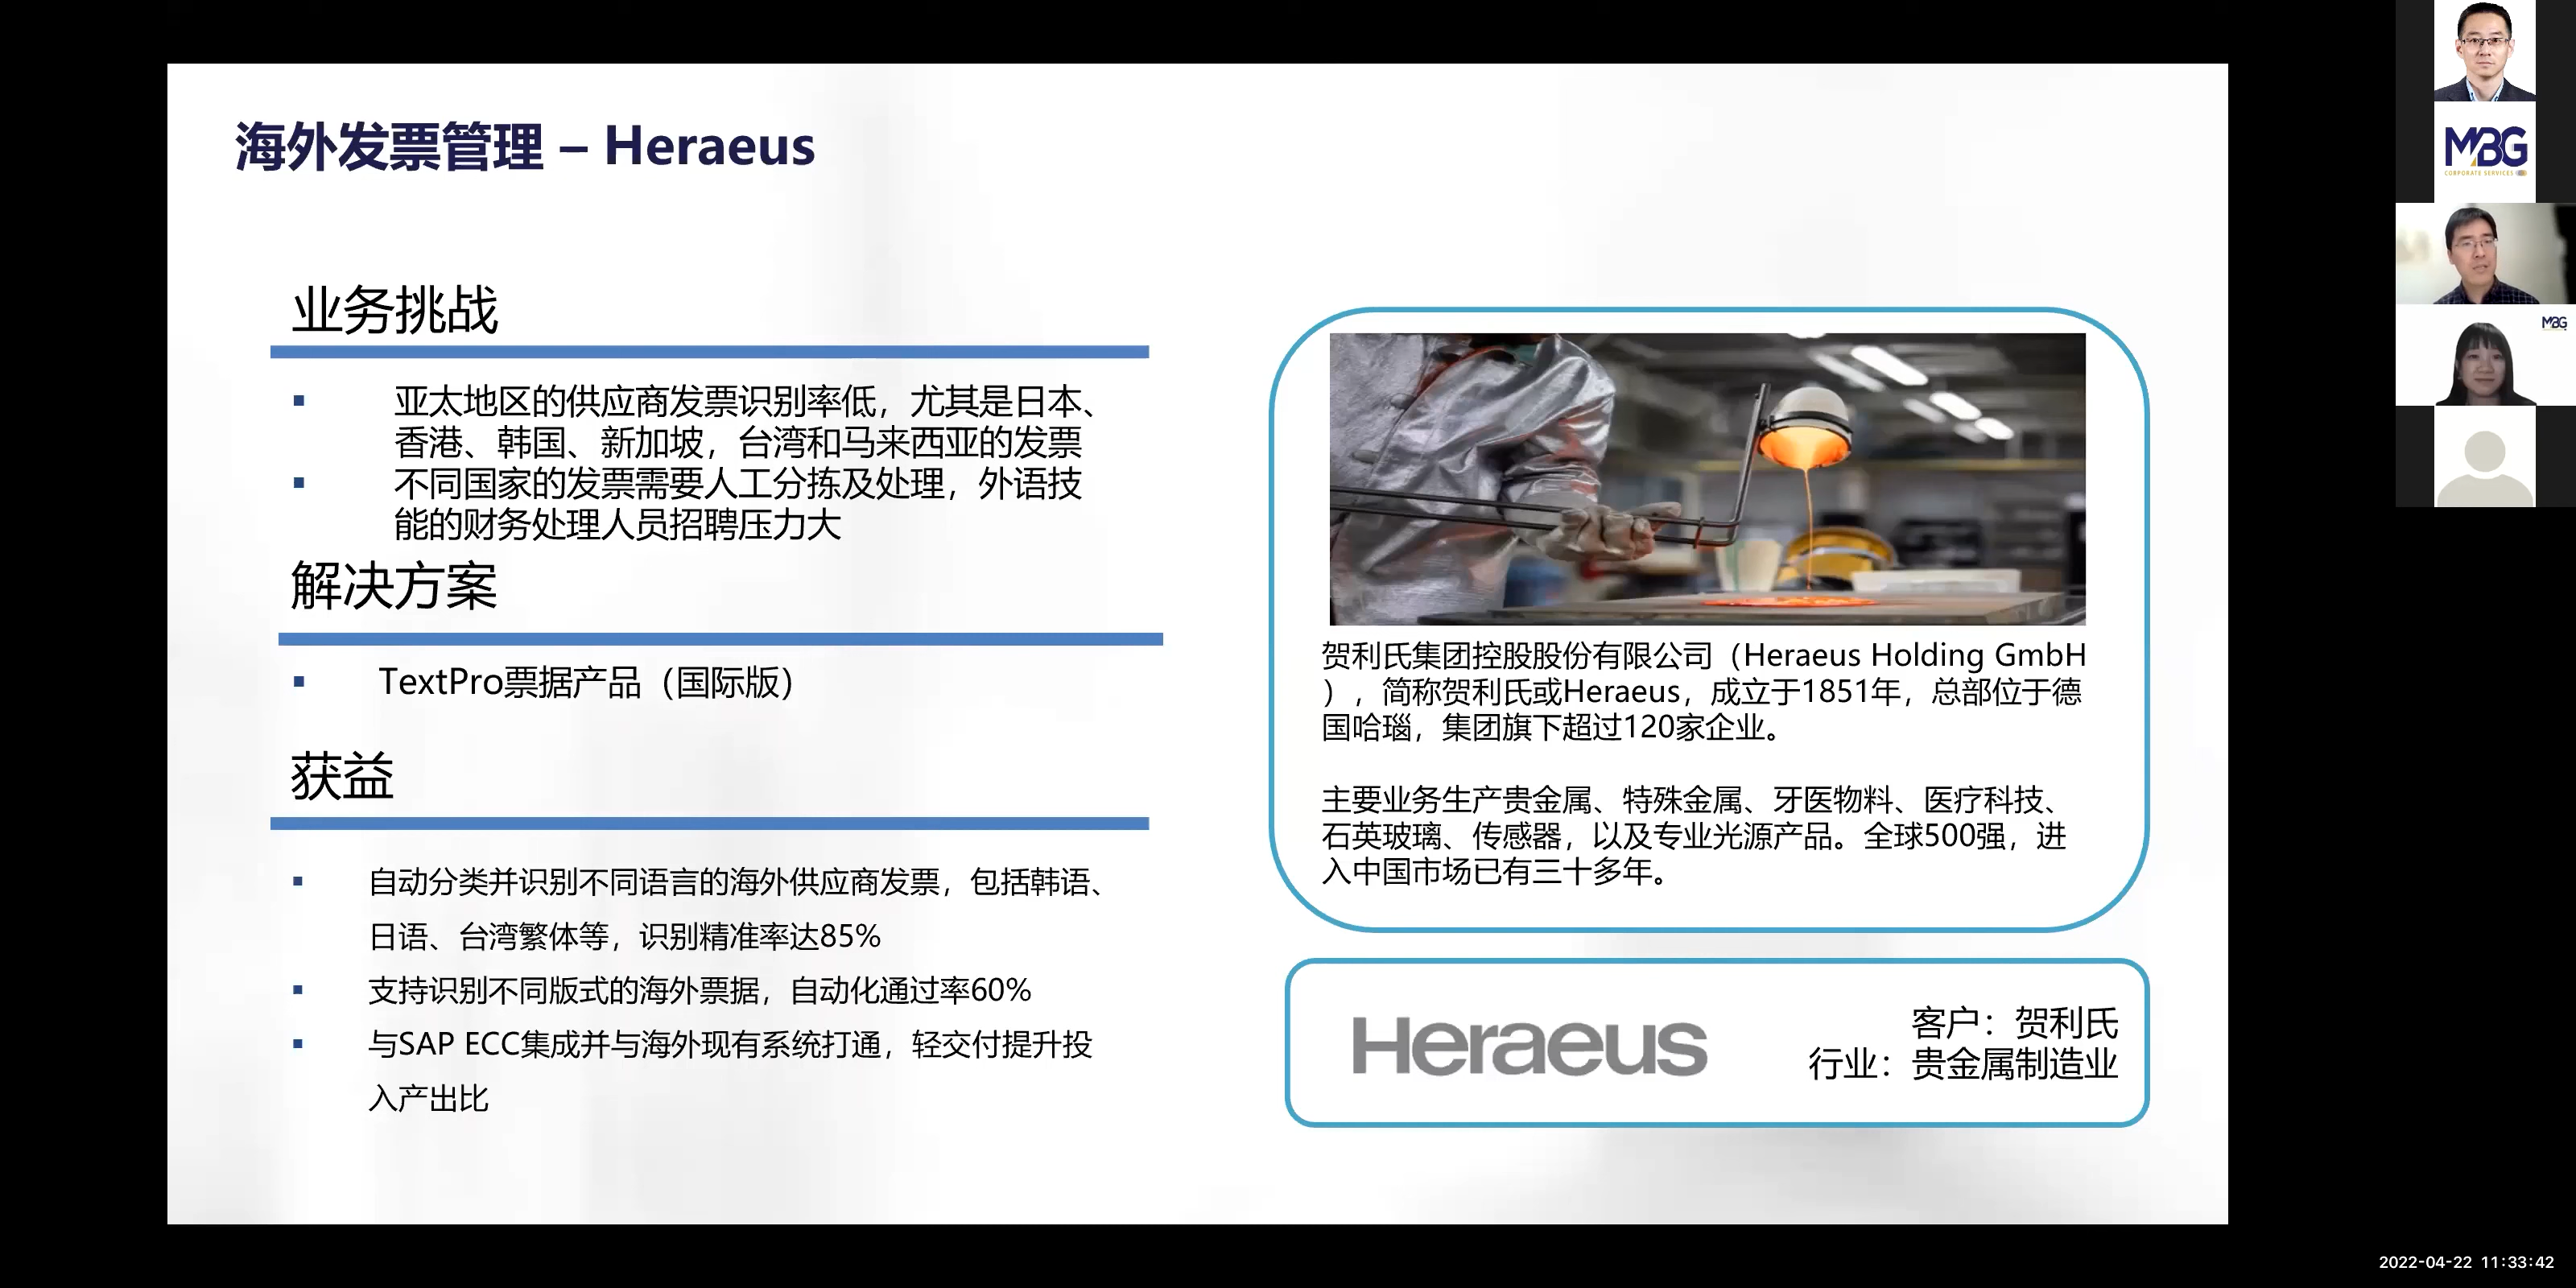 海外发票管理 – Heraeus
业务挑战
▪ 亚太地区的供应商发票识别率低，尤其是日本、
香港、韩国、新加坡，台湾和马来西亚的发票
▪ 不同国家的发票需要人工分拣及处理，外语技
能的财务处理人员招聘压力大
解决方案
▪ TextPro票据产品（国际版）
获益
▪ 自动分类并识别不同语言的海外供应商发票，包括韩语、
日语、台湾繁体等，识别精准率达85%
▪ 支持识别不同版式的海外票据，自动化通过率60%
▪ 与SAP ECC集成并与海外现有系统打通，轻交付提升投
入产出比
贺利氏集团控股股份有限公司（Heraeus Holding GmbH
），简称贺利氏或Heraeus，成立于1851年，总部位于德
国哈瑙，集团旗下超过120家企业。
主要业务生产贵金属、特殊金属、牙医物料、医疗科技、
石英玻璃、传感器，以及专业光源产品。全球500强，进
入中国市场已有三十多年。
Heraeus
客户：贺利氏
行业：贵金属制造业
MBG
CORPORATE SERVICES
MBG
2022-04-22 11:33:42